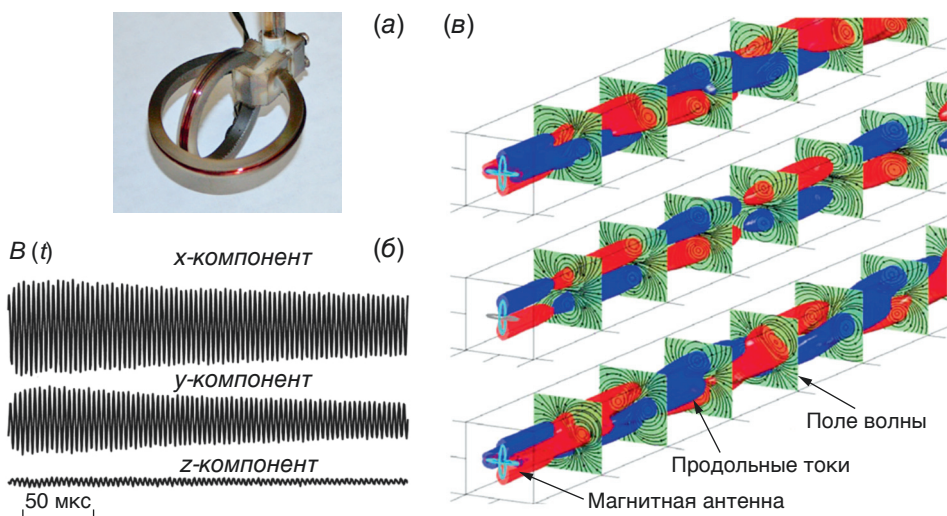 (а)
(в)
B (t)
(б)
x-компонент
y-компонент
z-компонент
50 мкс
Поле волны
Продольные токи
Магнитная антенна